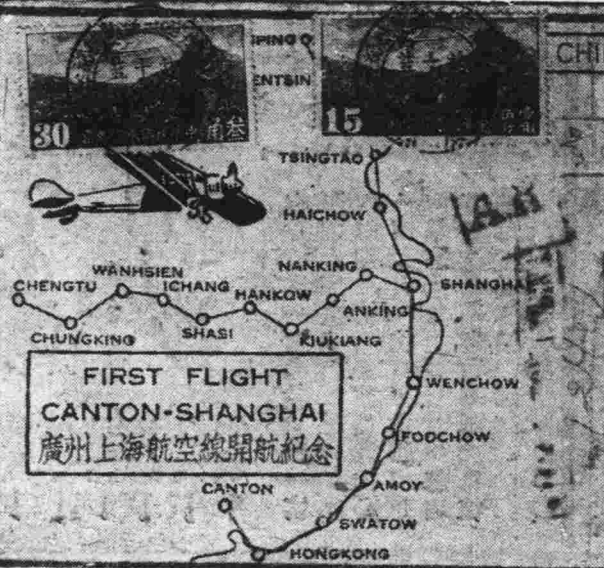 30
15
IPING
ENTSIN
CHI
TSINGTAO
HAICHOW
NANKING
SHANGHAI
CHENGTU
WANHSIEN
ICHANG
HANKOW
ANKING
CHUNGKING
SHASI
KIUKIANG
FIRST FLIGHT
CANTON-SHANGHAI
廣州上海航空線開航紀念
WENCHOW
FOOCHOW
CANTON
AMOY
SWATOW
HONGKONG